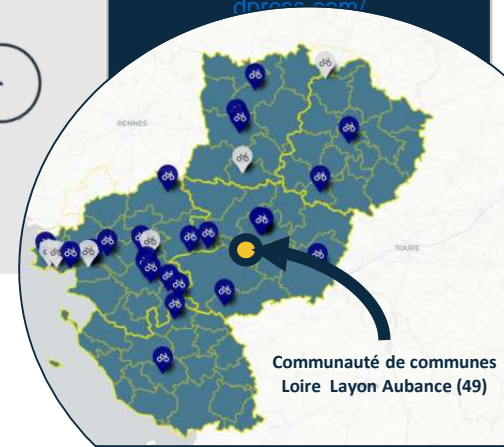 dpress.com/
RENNES
TOURS
Communauté de communes
Loire Layon Aubance (49)